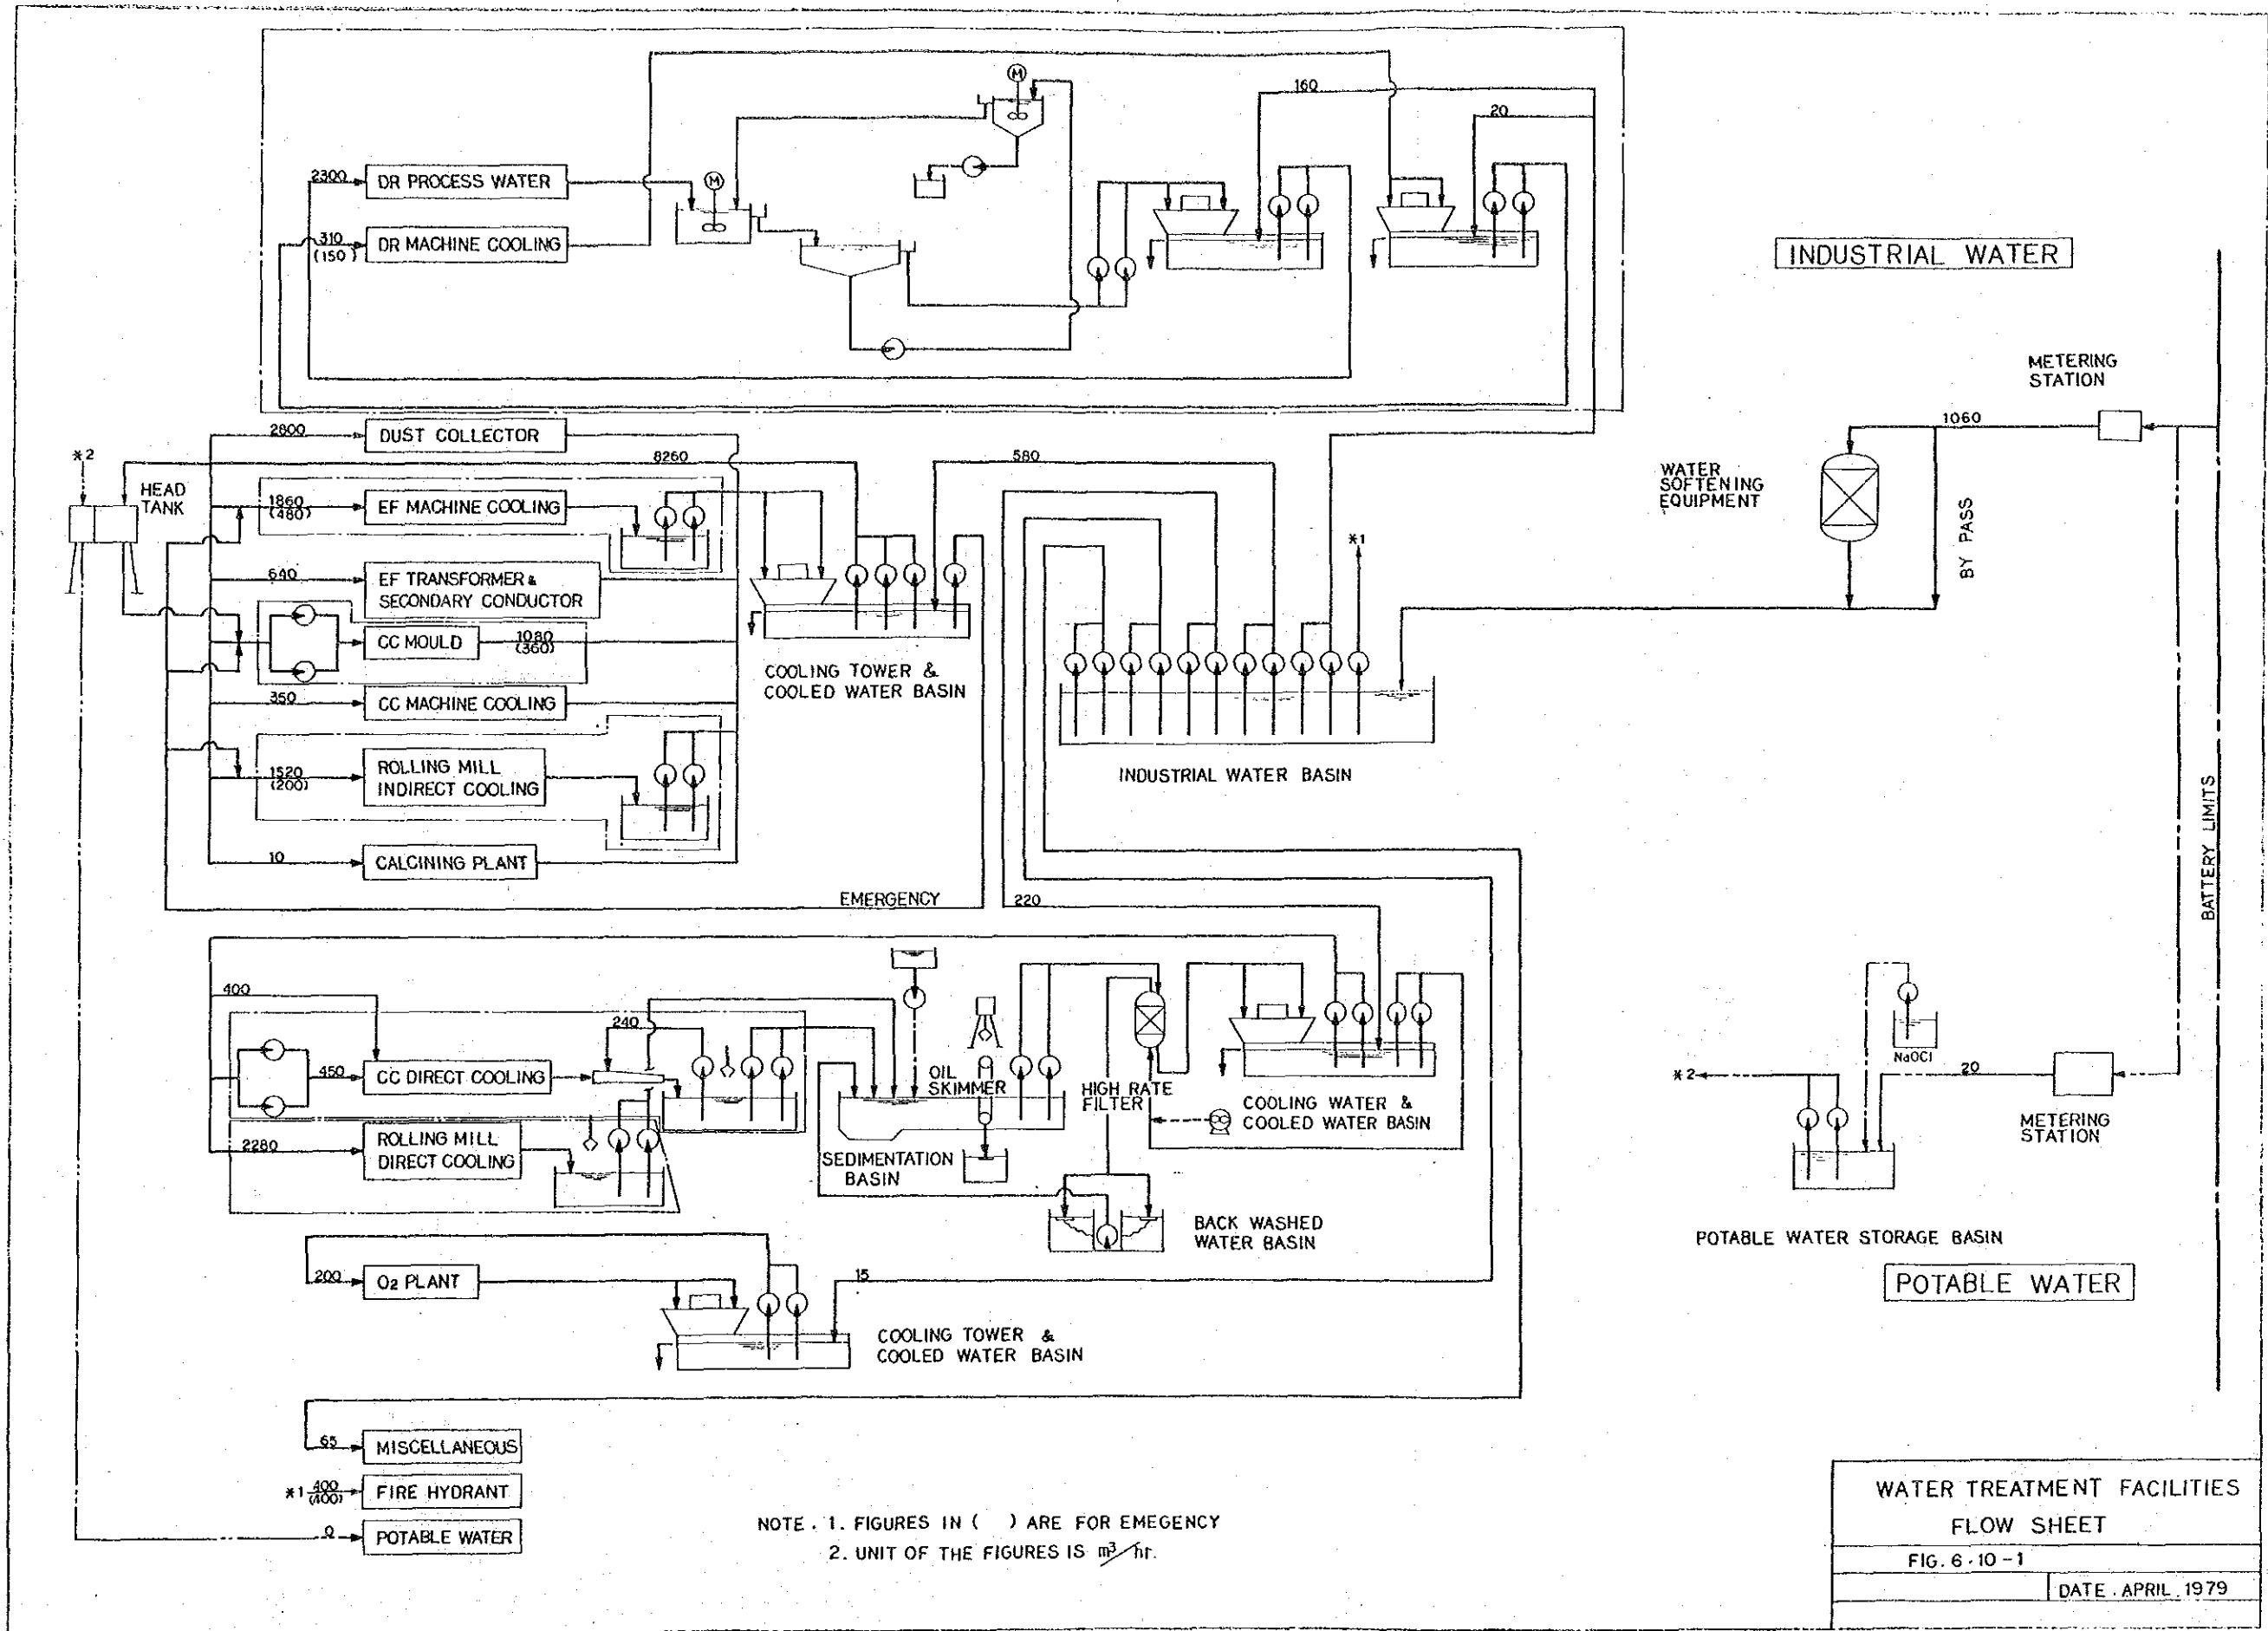 M
160
20
2300
DR PROCESS WATER
M
310
(150)
DR MACHINE COOLING
INDUSTRIAL WATER
METERING
STATION
1060
2800
DUST COLLECTOR
*2
8260
580
HEAD
TANK
WATER
SOFTENING
EQUIPMENT
BY PASS
1860
(480)
EF MACHINE COOLING
*1
640
EF TRANSFORMER &
SECONDARY CONDUCTOR
CC MOULD
1080
(360)
COOLING TOWER &
COOLED WATER BASIN
350
CC MACHINE COOLING
1520
(200)
ROLLING MILL
INDIRECT COOLING
INDUSTRIAL WATER BASIN
BATTERY LIMITS
10
CALCINING PLANT
EMERGENCY
220
400
240
450
CC DIRECT COOLING
OIL
SKIMMER
HIGH RATE
FILTER
COOLING WATER &
COOLED WATER BASIN
NaOCl
*2
20
METERING
STATION
2280
ROLLING MILL
DIRECT COOLING
SEDIMENTATION
BASIN
BACK WASHED
WATER BASIN
POTABLE WATER STORAGE BASIN
POTABLE WATER
200
O2 PLANT
15
COOLING TOWER &
COOLED WATER BASIN
65
MISCELLANEOUS
*1 400
(400)
FIRE HYDRANT
0
POTABLE WATER
NOTE. 1. FIGURES IN ( ) ARE FOR EMEGENCY
2. UNIT OF THE FIGURES IS m³/hr.
WATER TREATMENT FACILITIES
FLOW SHEET
FIG. 6-10-1
DATE. APRIL. 1979